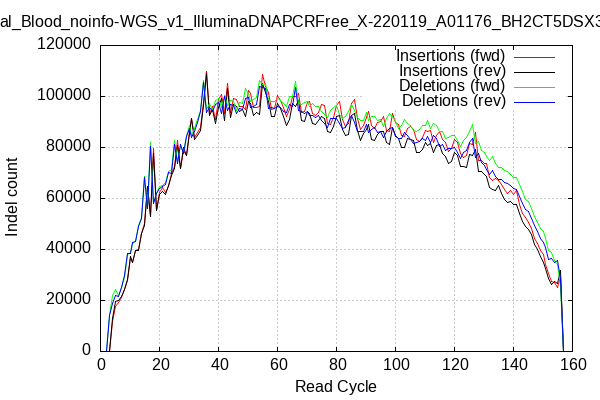 al_Blood_noinfo-WGS_v1_IlluminaDNAPCRFree_X-220119_A01176_BH2CT5DSX3
Insertions (fwd)
Insertions (rev)
Deletions (fwd)
Deletions (rev)
120000
100000
80000
60000
40000
20000
0
Indel count
0 20 40 60 80 100 120 140 160
Read Cycle